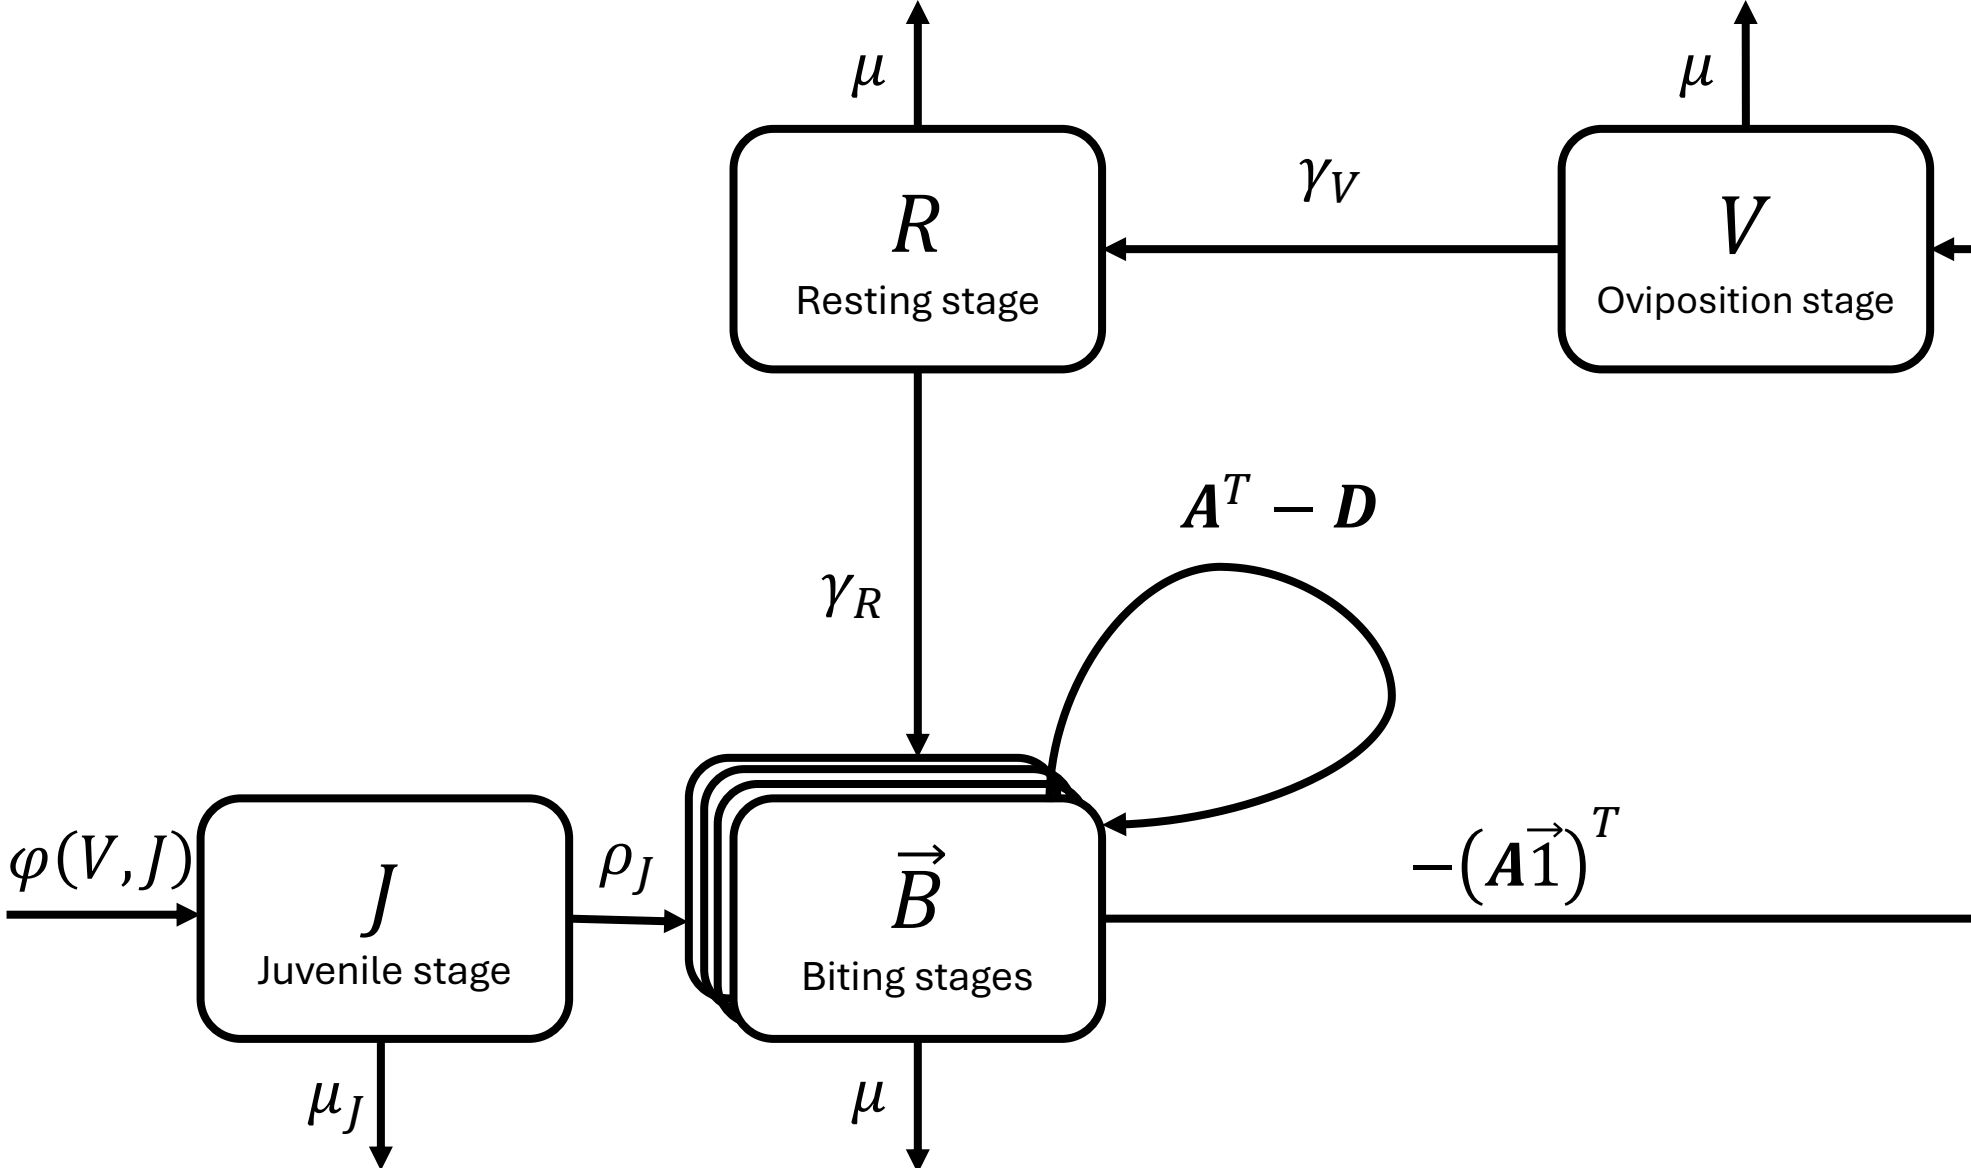 μ
μ
R
Resting stage
γ_V
V
Oviposition stage
γ_R
𝑨^T − 𝑫
φ(V, J)
J
Juvenile stage
ρ_J
B⃗
Biting stages
−(𝑨1⃗)^T
μ_J
μ